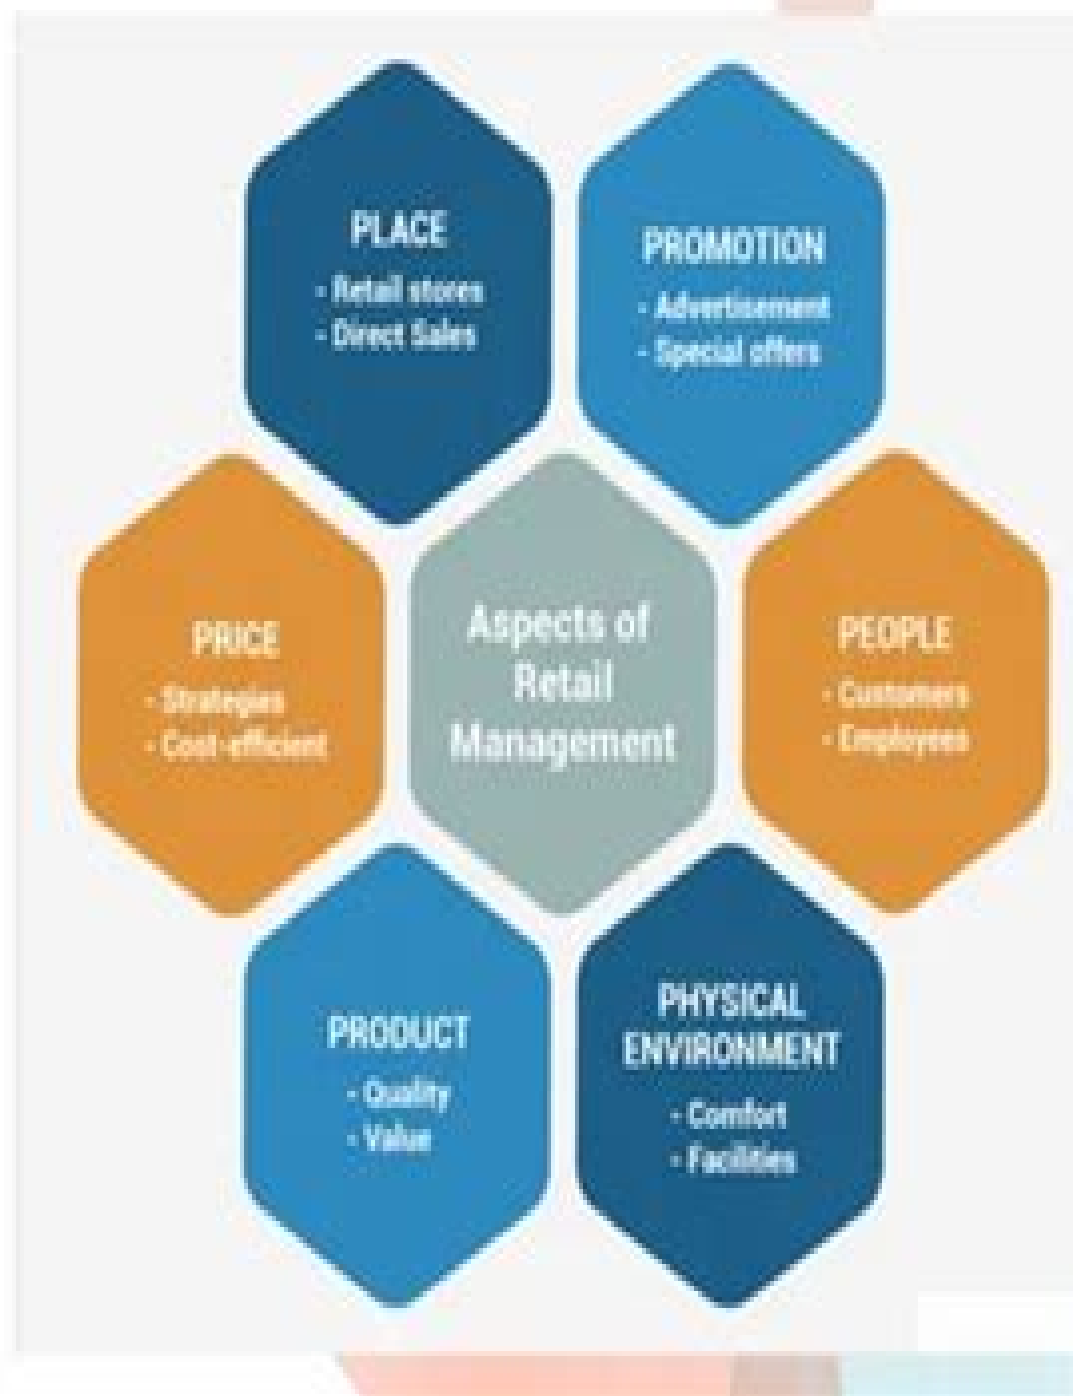 PLACE
- Retail stores
- Direct Sales
PROMOTION
- Advertisement
- Special offers
PRICE
- Strategies
- Cost-efficient
Aspects of
Retail
Management
PEOPLE
- Customers
- Employees
PRODUCT
- Quality
- Value
PHYSICAL
ENVIRONMENT
- Comfort
- Facilities